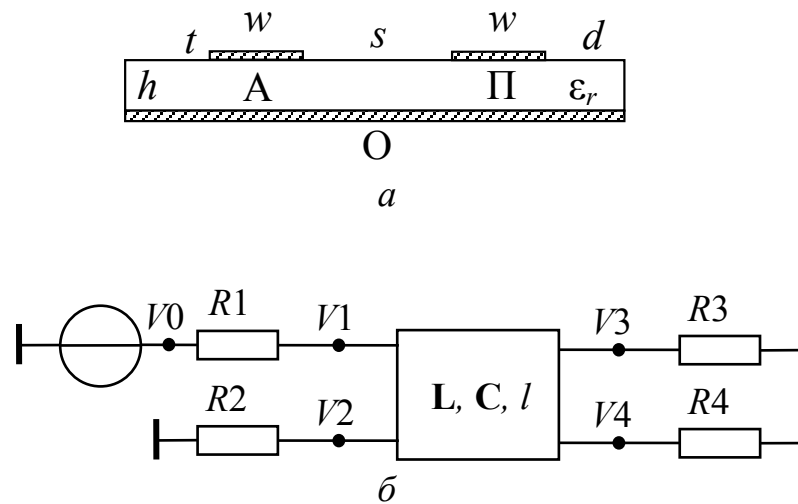 w w
t s d
h А П εr
О
а
V0 R1 V1 V3 R3
L, C, l
R2 V2 V4 R4
б